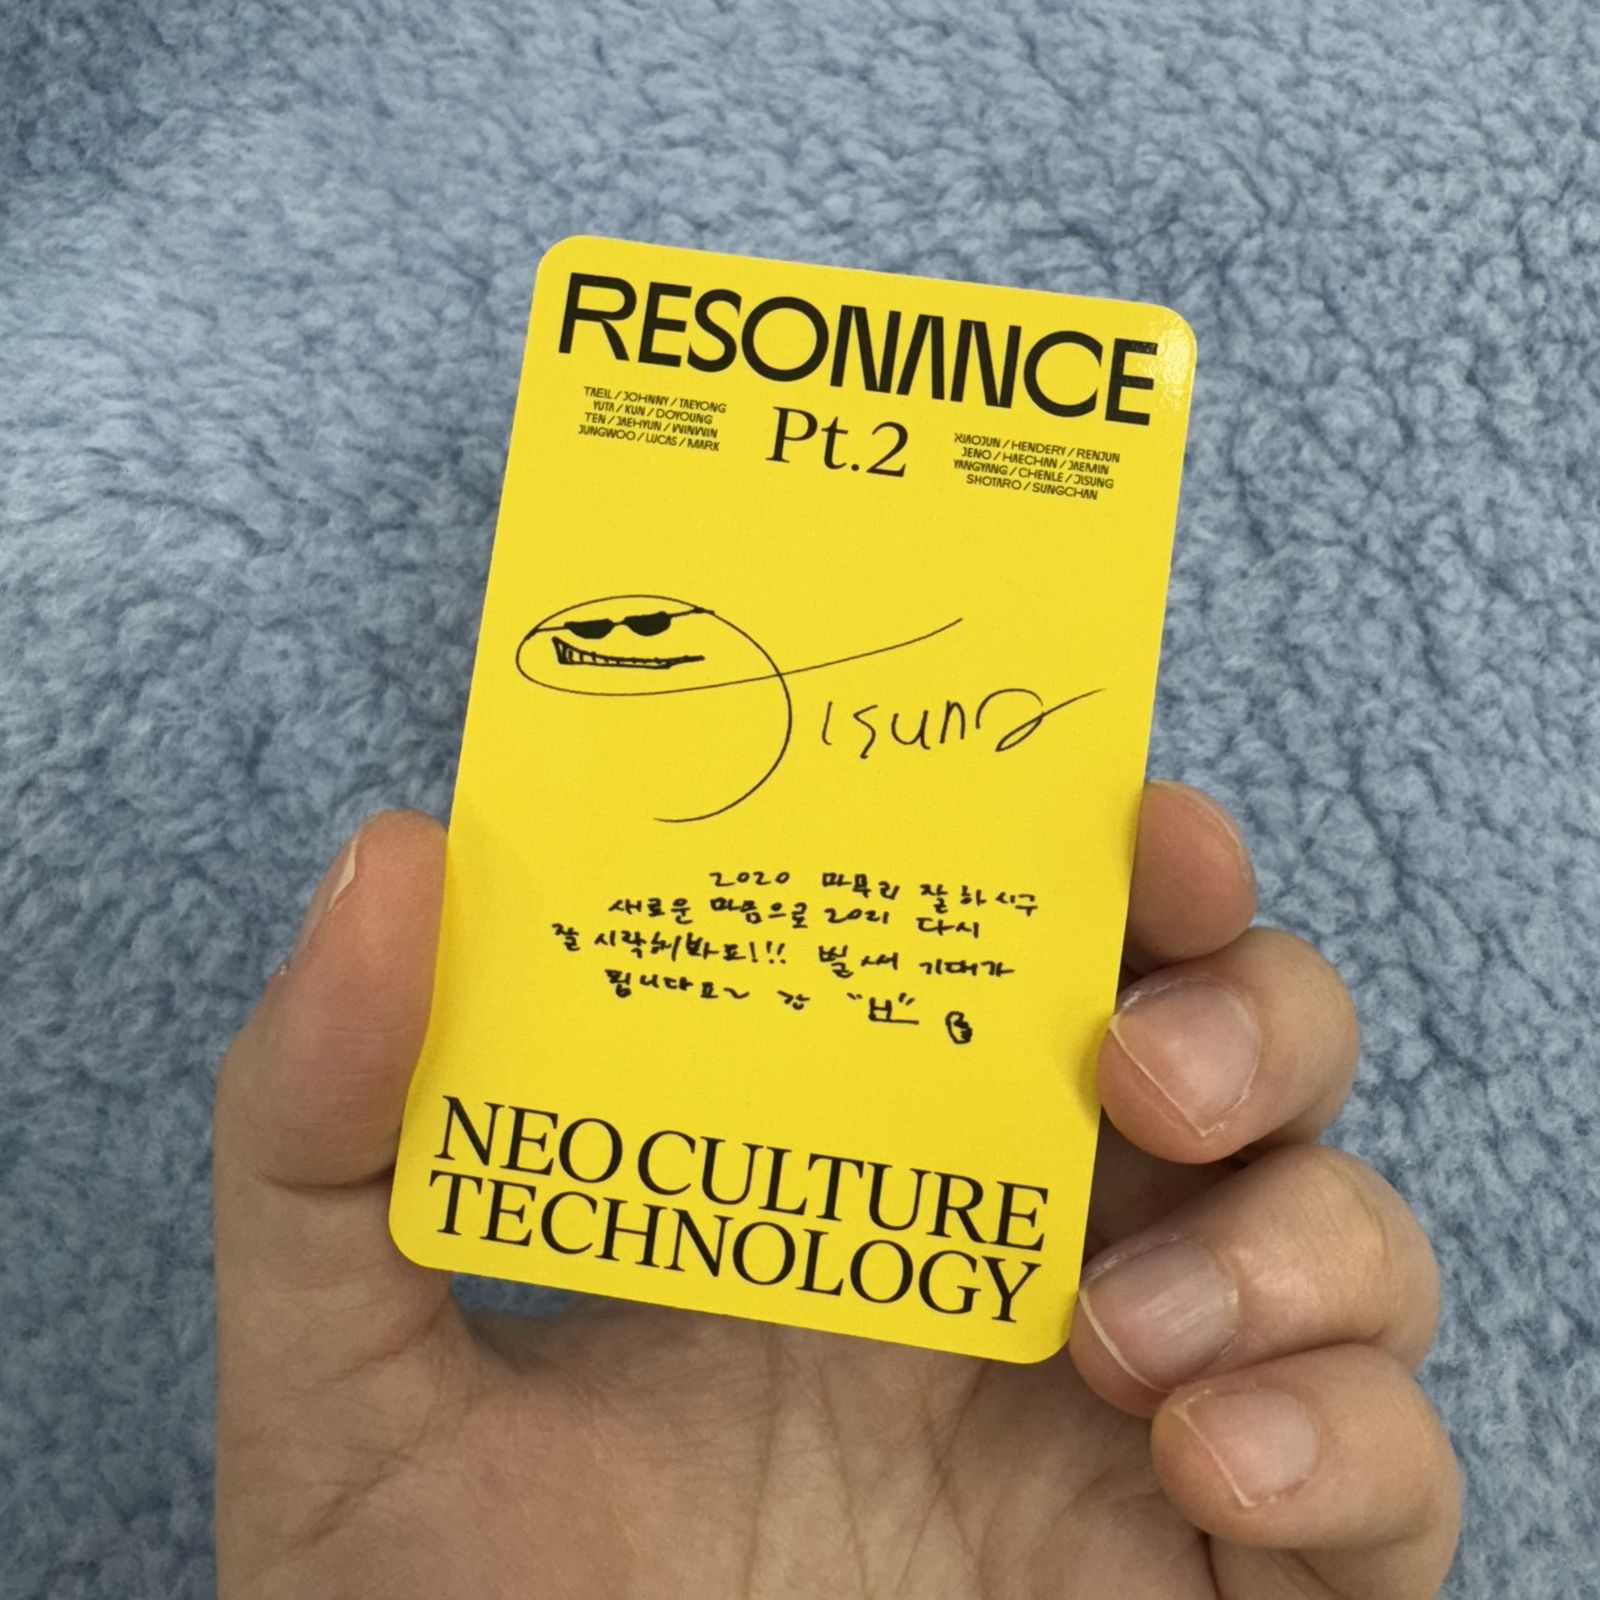 RESONANCE
Pt.2
TAEIL / JOHNNY / TAEYONG
YUTA / KUN / DOYOUNG
TEN / JAEHYUN / WINWIN
JUNGWOO / LUCAS / MARK
XIAOJUN / HENDERY / RENJUN
JENO / HAECHAN / JAEMIN
YANGYANG / CHENLE / JISUNG
SHOTARO / SUNGCHAN
Jisung
2020 마무리 잘 하시구
새로운 마음으로 2021 다시
잘 시작해봐요!!! 벌써 기대가
됩니다요~
NEO CULTURE
TECHNOLOGY